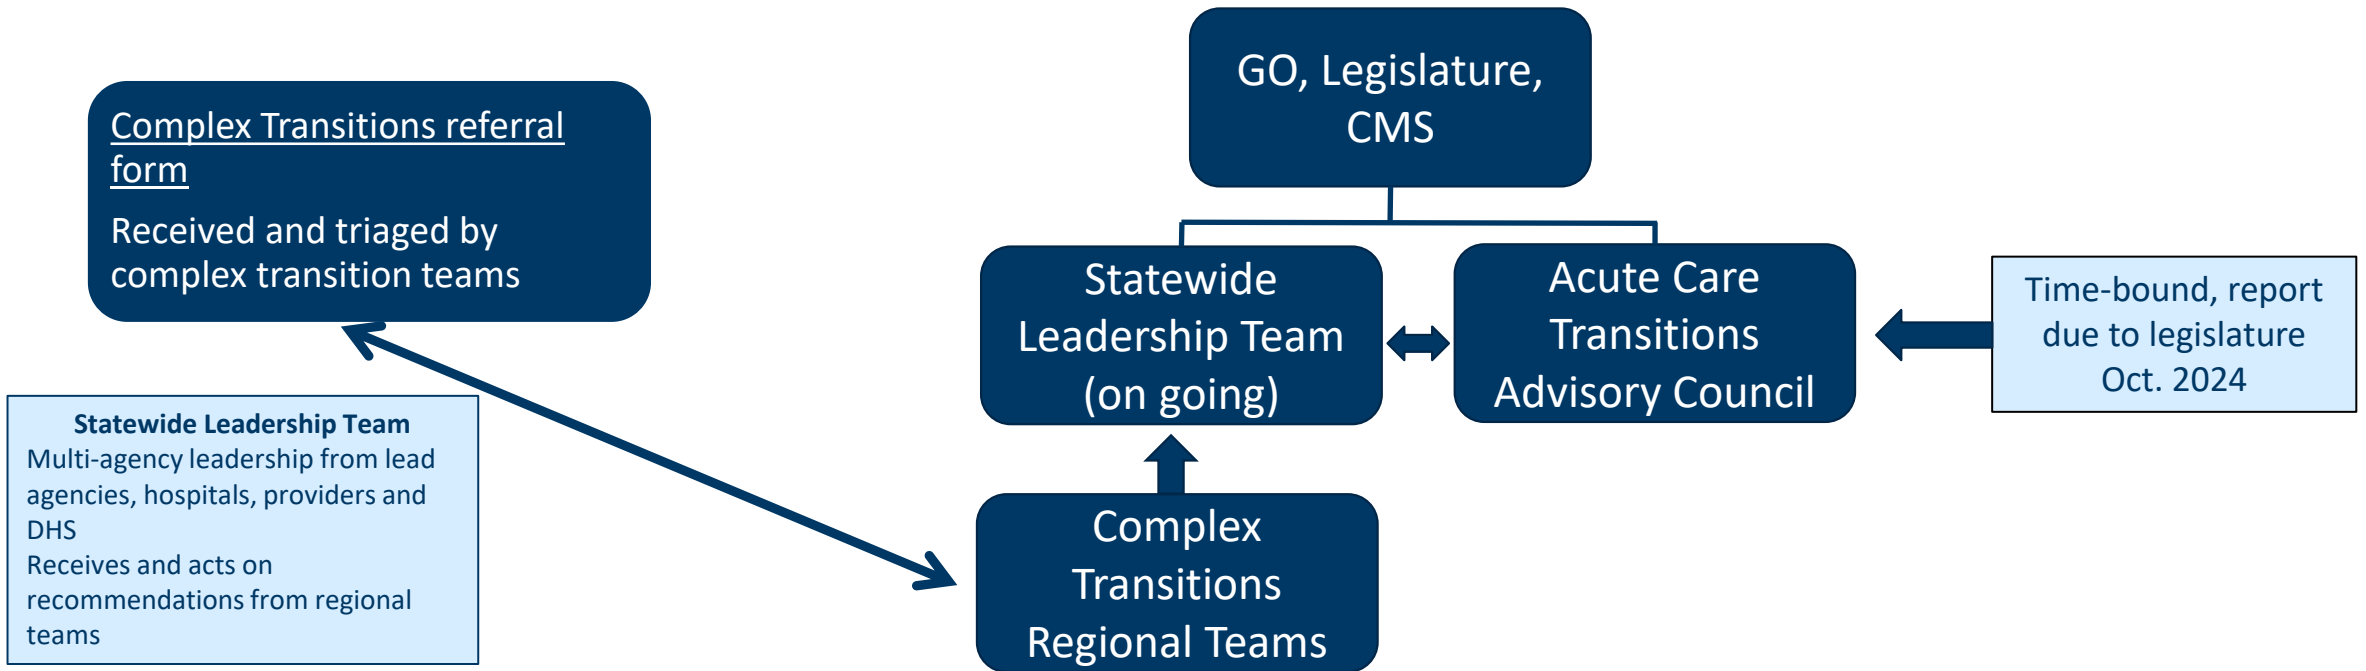 GO, Legislature,
CMS
Complex Transitions referral
form
Received and triaged by
complex transition teams
Statewide
Leadership Team
(on going)
Acute Care
Transitions
Advisory Council
Time-bound, report
due to legislature
Oct. 2024
Statewide Leadership Team
Multi-agency leadership from lead
agencies, hospitals, providers and
DHS
Receives and acts on
recommendations from regional
teams
Complex
Transitions
Regional Teams